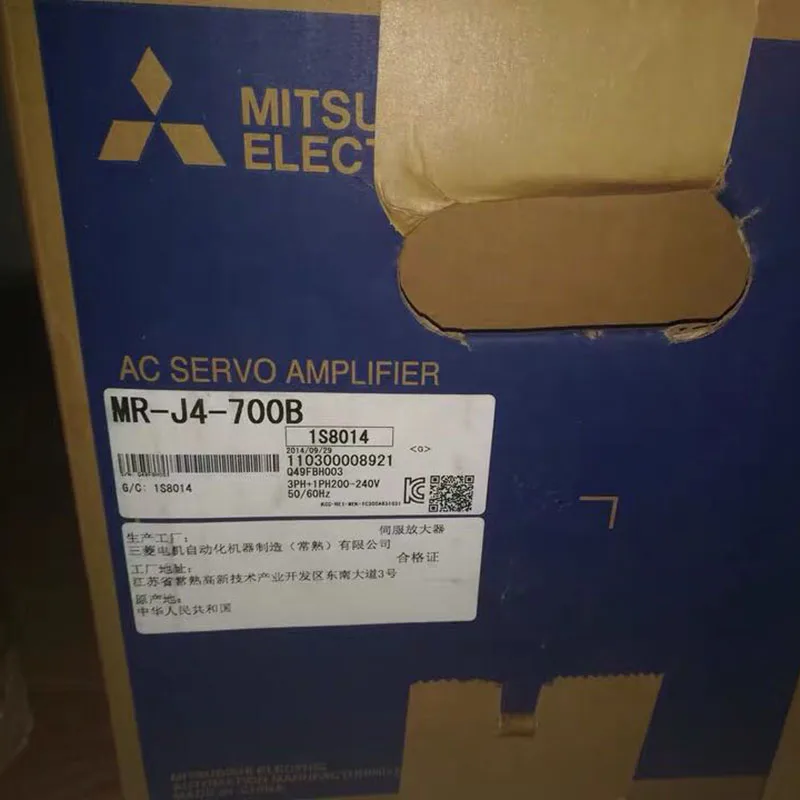 MITSU
ELECT
AC SERVO AMPLIFIER
MR-J4-700B
1S8014
2014/09/29
110300008921
<G>
Q49FBH003
S/N: Q49FBH003
G/C: 1S8014
3PH+1PH200-240V
50/60Hz
伺服放大器
生产工厂:
三菱电机自动化机器制造（常熟）有限公司
合格证
工厂地址:
江苏省常熟高新技术产业开发区东南大道3号
原产地:
中华人民共和国
MITSUBISHI ELECTRIC
AUTOMATION MANUFACTURING
MADE IN CHINA